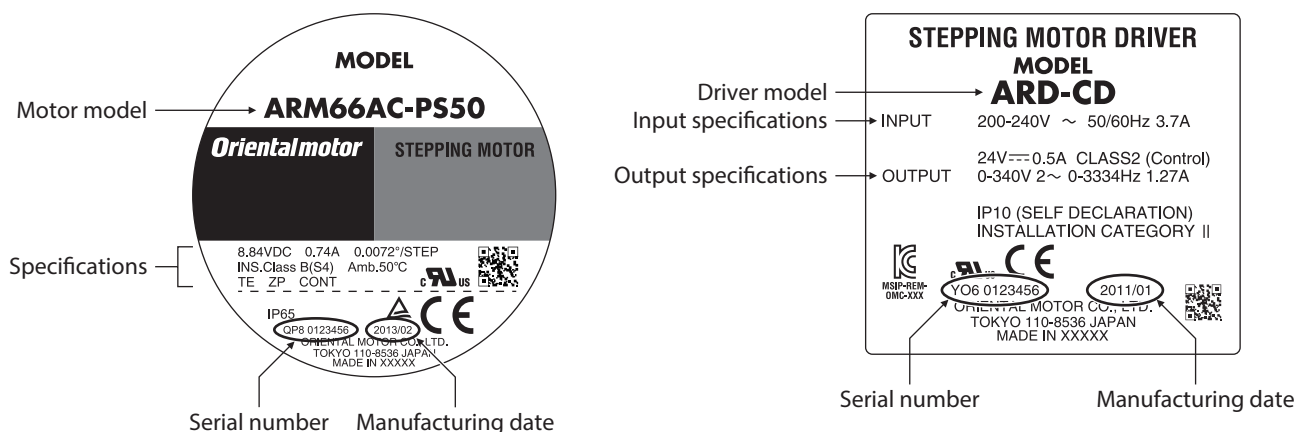 MODEL
Motor model
ARM66AC-PS50
Orientalmotor
STEPPING MOTOR
Specifications
8.84VDC 0.74A 0.0072°/STEP
INS.Class B(S4) Amb.50℃
TE ZP CONT
C US
IP65
CE
QP8 0123456 2013/02
ORIENTAL MOTOR CO., LTD.
TOKYO 110-8536 JAPAN
MADE IN XXXXX
Serial number
Manufacturing date
STEPPING MOTOR DRIVER
MODEL
Driver model
ARD-CD
Input specifications
INPUT 200-240V ~ 50/60Hz 3.7A
24V⎓0.5A CLASS2 (Control)
Output specifications
OUTPUT 0-340V 2~ 0-3334Hz 1.27A
IP10 (SELF DECLARATION)
INSTALLATION CATEGORY II
MSIP-REM-
OMC-XXX
C US
CE
YO6 0123456 2011/01
ORIENTAL MOTOR CO., LTD.
TOKYO 110-8536 JAPAN
MADE IN XXXXX
Serial number
Manufacturing date